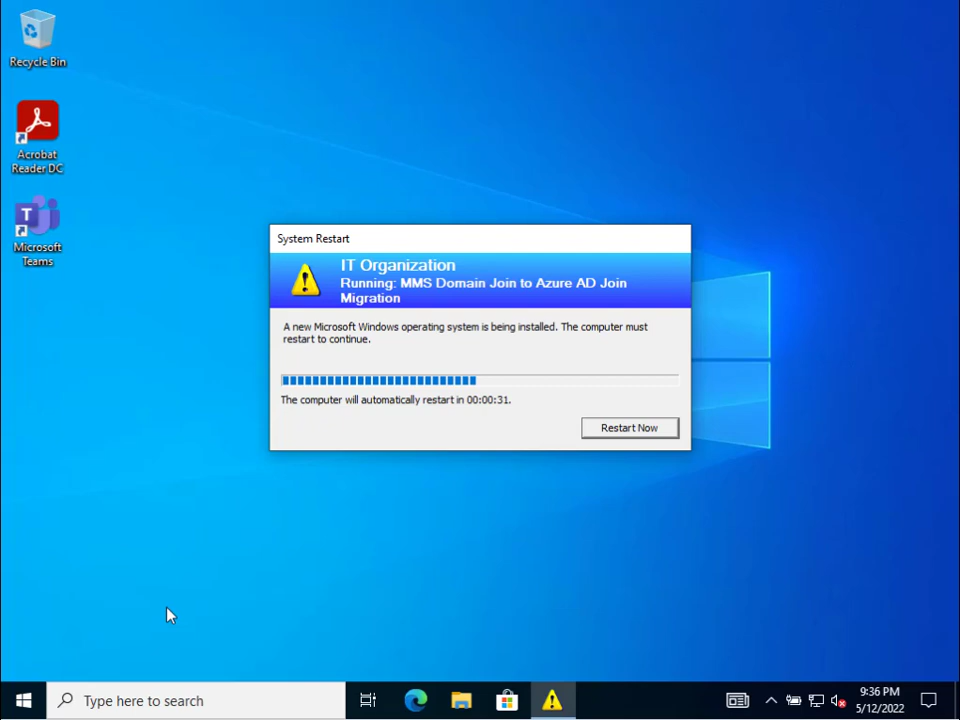 Recycle Bin
Acrobat
Reader DC
Microsoft
Teams
System Restart
IT Organization
Running: MMS Domain Join to Azure AD Join
Migration
A new Microsoft Windows operating system is being installed. The computer must
restart to continue.
The computer will automatically restart in 00:00:31.
Restart Now
Type here to search
9:36 PM
5/12/2022